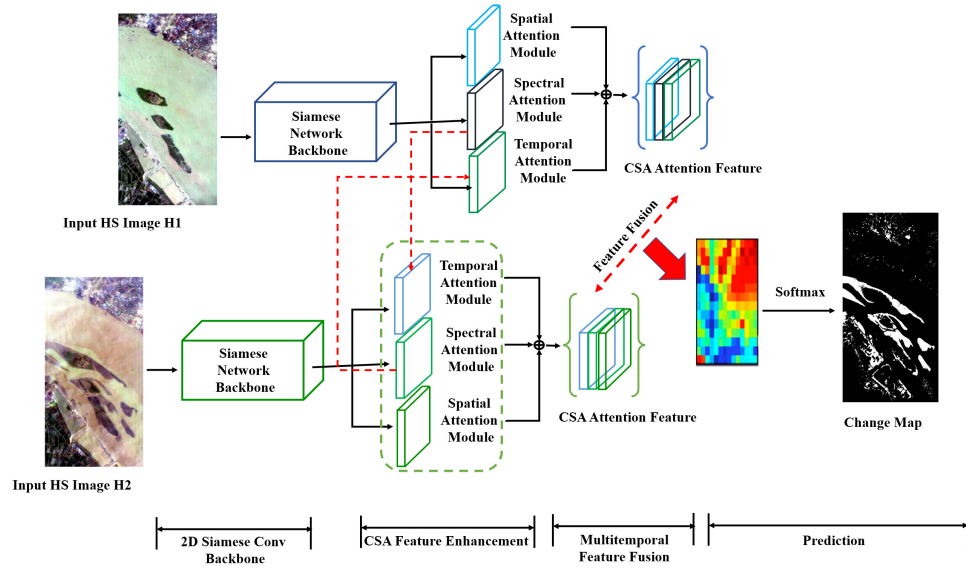 Spatial
Attention
Module
Spectral
Attention
Module
Temporal
Attention
Module
Siamese
Network
Backbone
CSA Attention Feature
Input HS Image H1
Feature Fusion
Temporal
Attention
Module
Spectral
Attention
Module
Spatial
Attention
Module
Siamese
Network
Backbone
CSA Attention Feature
Softmax
Change Map
Input HS Image H2
2D Siamese Conv
Backbone
CSA Feature Enhancement
Multitemporal
Feature Fusion
Prediction